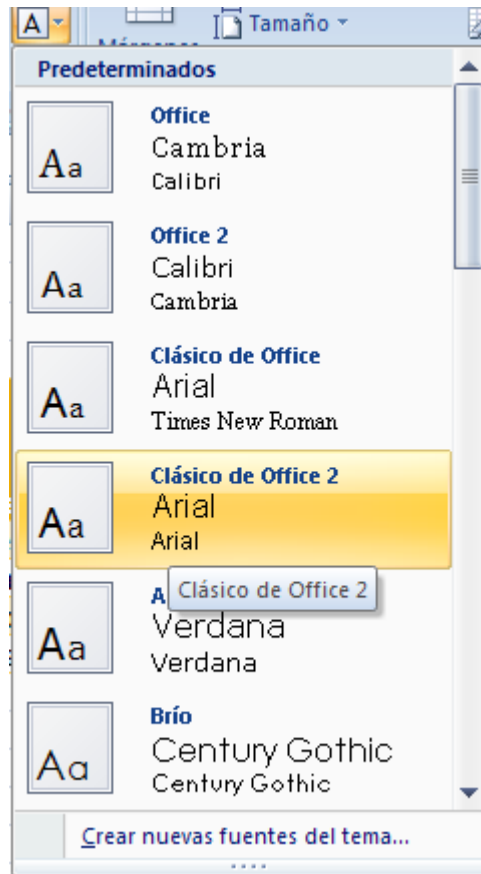 A
Tamaño
Predeterminados
Aa
Office
Cambria
Calibri
Aa
Office 2
Calibri
Cambria
Aa
Clásico de Office
Arial
Times New Roman
Aa
Clásico de Office 2
Arial
Arial
Clásico de Office 2
Aa
A
Verdana
Verdana
Aa
Brío
Century Gothic
Century Gothic
Crear nuevas fuentes del tema...